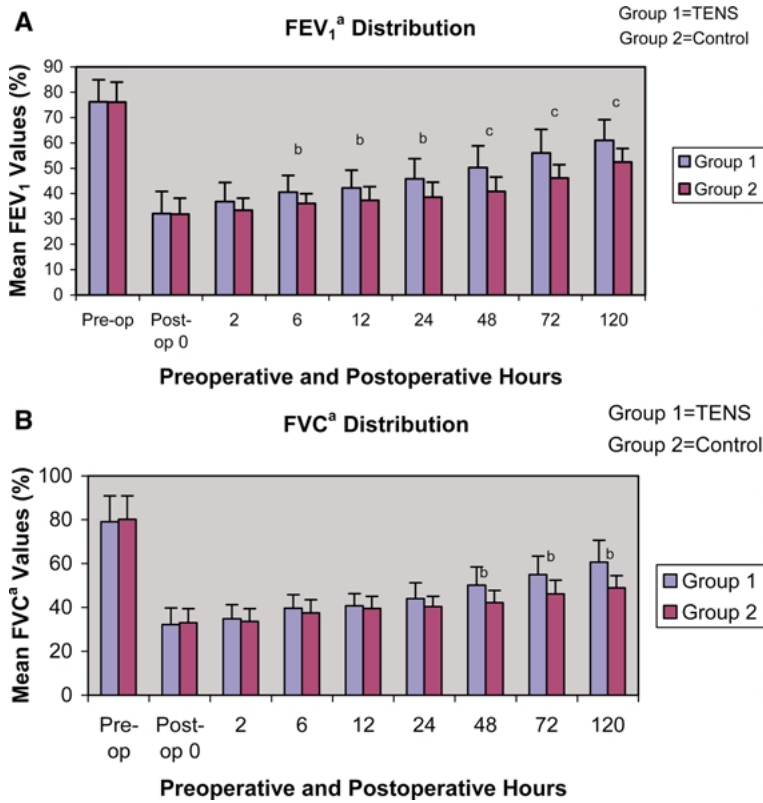 A
FEV₁ᵃ Distribution
Group 1=TENS
Group 2=Control
Mean FEV₁ Values (%)
90
80
70
60
50
40
30
20
10
0
b b b c c c
Group 1
Group 2
Pre-op Post- 2 6 12 24 48 72 120
op 0
Preoperative and Postoperative Hours
B
FVCᵃ Distribution
Group 1=TENS
Group 2=Control
Mean FVCᵃ Values (%)
100
80
60
40
20
0
b b b
Group 1
Group 2
Pre- Post- 2 6 12 24 48 72 120
op op 0
Preoperative and Postoperative Hours